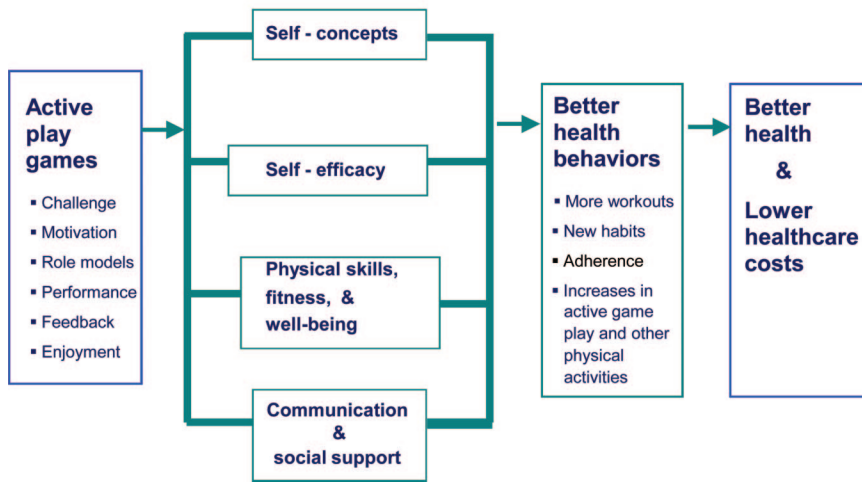 Active
play
games
▪ Challenge
▪ Motivation
▪ Role models
▪ Performance
▪ Feedback
▪ Enjoyment
Self - concepts
Self - efficacy
Physical skills,
fitness, &
well-being
Communication
&
social support
Better
health
behaviors
▪ More workouts
▪ New habits
▪ Adherence
▪ Increases in
active game
play and other
physical
activities
Better
health
&
Lower
healthcare
costs